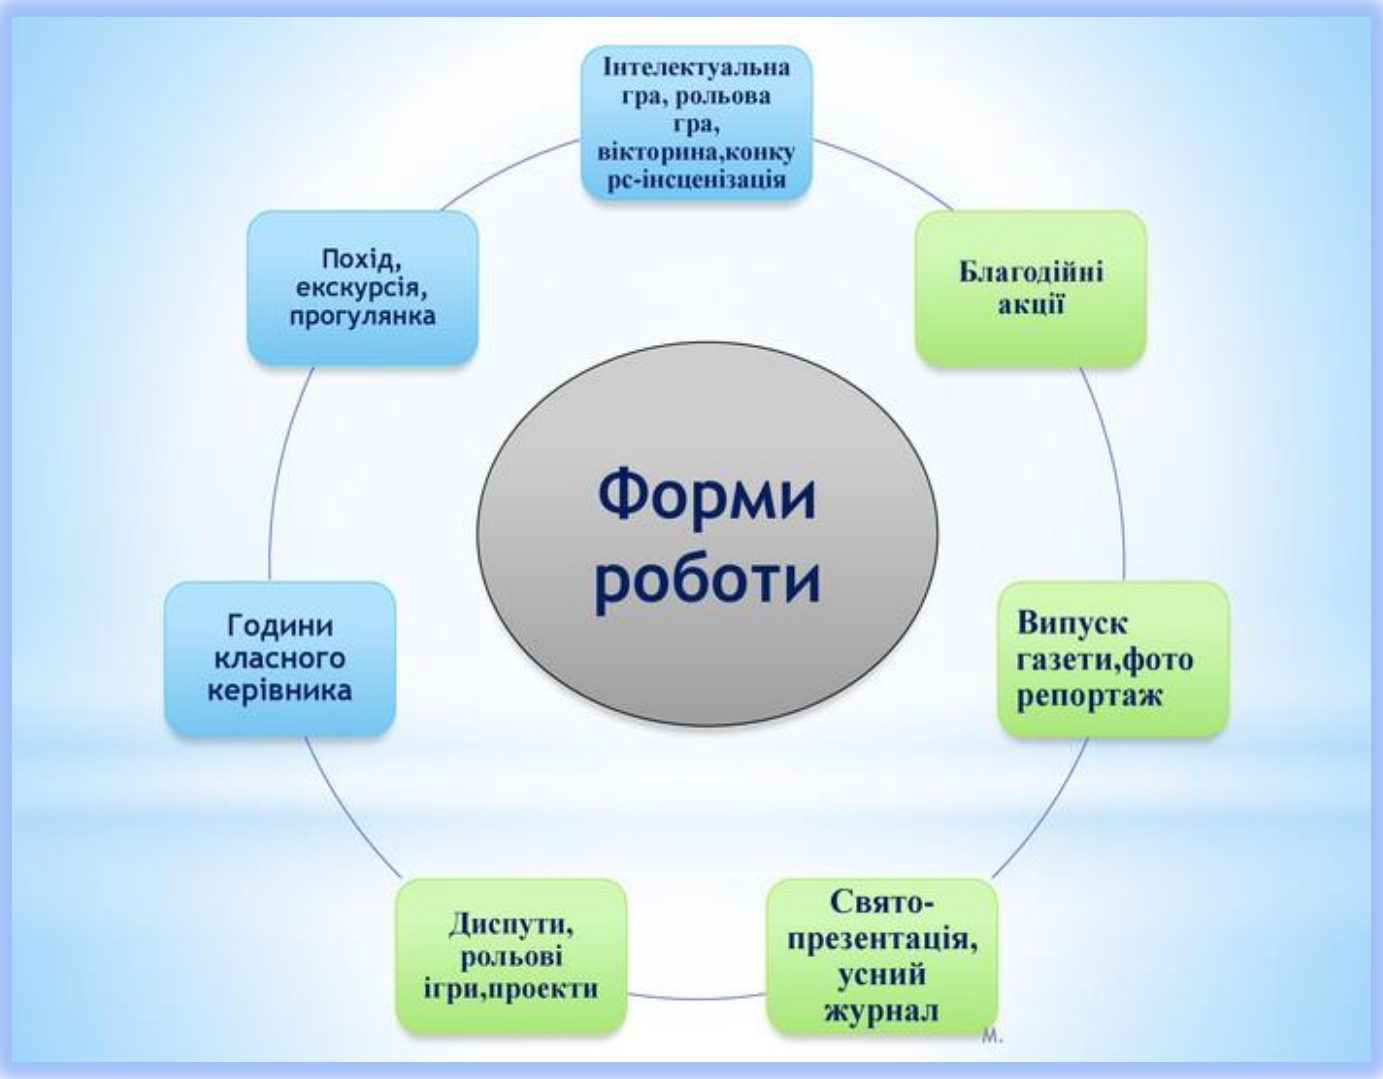 Інтелектуальна
гра, рольова
гра,
вікторина,конку
рс-інсценізація
Благодійні
акції
Випуск
газети,фото
репортаж
Свято-
презентація,
усний
журнал
Диспути,
рольові
ігри,проекти
Години
класного
керівника
Похід,
екскурсія,
прогулянка
Форми
роботи
М.